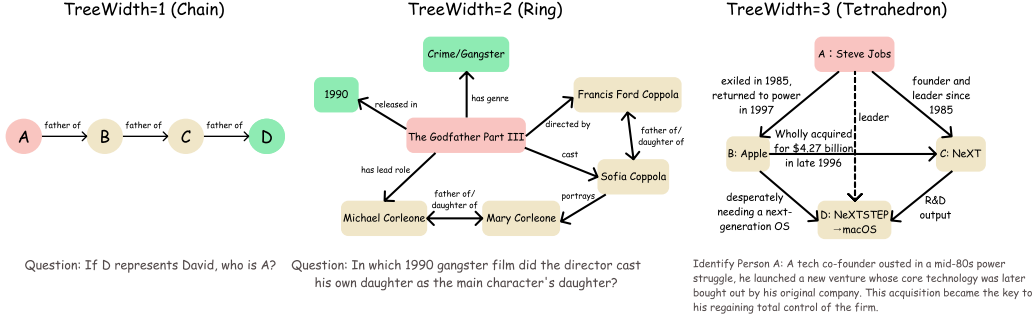 TreeWidth=1 (Chain)
A
father of
B
father of
C
father of
D
Question: If D represents David, who is A?
TreeWidth=2 (Ring)
Crime/Gangster
1990
Francis Ford Coppola
released in
has genre
directed by
The Godfather Part III
father of/
daughter of
cast
has lead role
Sofia Coppola
father of/
daughter of
portrays
Michael Corleone
Mary Corleone
Question: In which 1990 gangster film did the director cast
his own daughter as the main character's daughter?
TreeWidth=3 (Tetrahedron)
A : Steve Jobs
exiled in 1985,
returned to power
in 1997
founder and
leader since
1985
leader
Wholly acquired
for $4.27 billion
in late 1996
B: Apple
C: NeXT
desperately
needing a next-
generation OS
R&D
output
D: NeXTSTEP
→macOS
Identify Person A: A tech co-founder ousted in a mid-80s power
struggle, he launched a new venture whose core technology was later
bought out by his original company. This acquisition became the key to
his regaining total control of the firm.